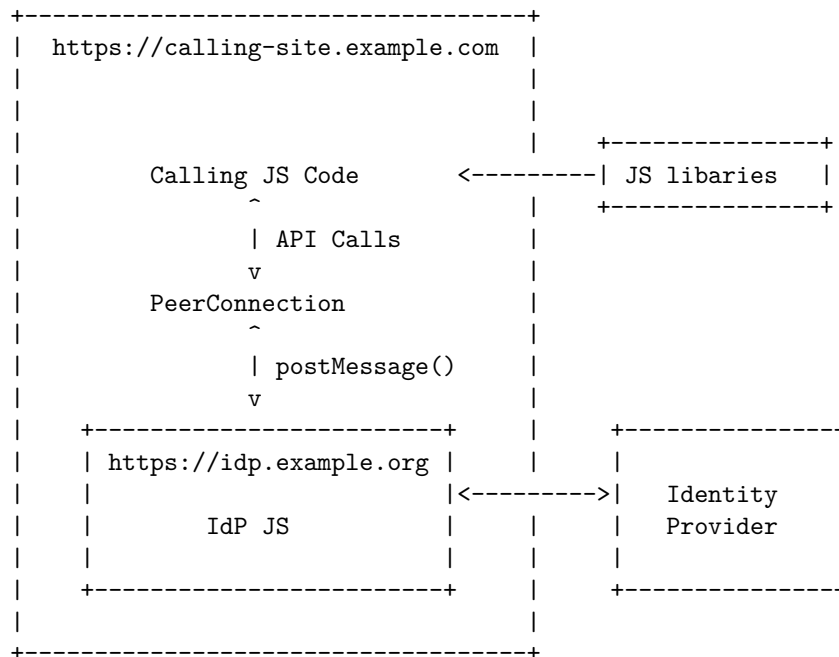 https://calling-site.example.com
Calling JS Code
JS libaries
API Calls
PeerConnection
postMessage()
https://idp.example.org
IdP JS
Identity
Provider